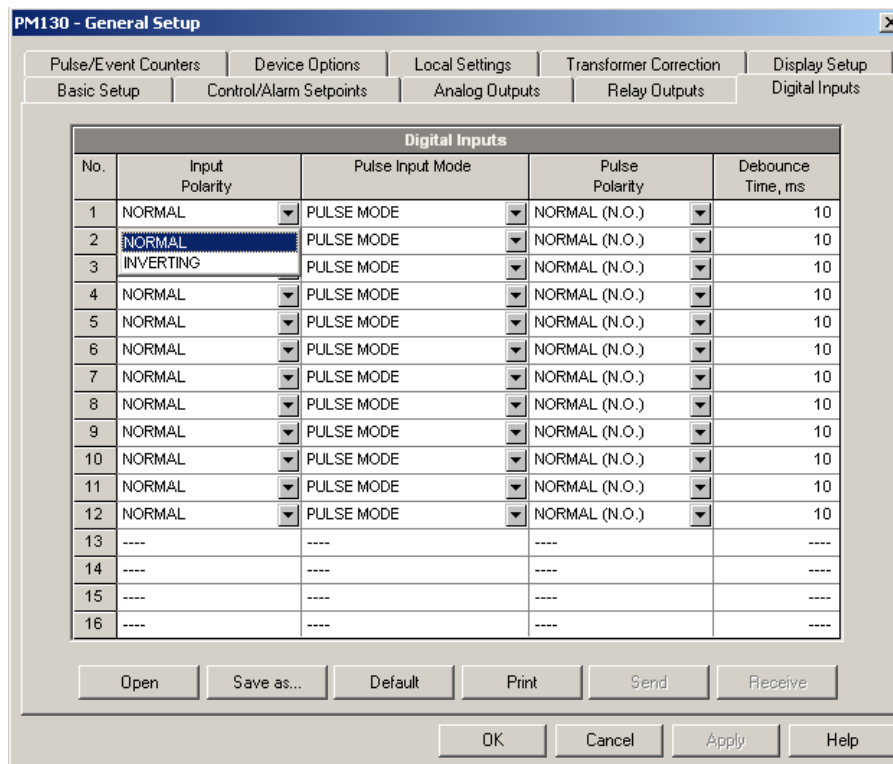 PM130 - General Setup
Pulse/Event Counters Device Options Local Settings Transformer Correction Display Setup
Basic Setup Control/Alarm Setpoints Analog Outputs Relay Outputs Digital Inputs
Digital Inputs
No. Input Polarity Pulse Input Mode Pulse Polarity Debounce Time, ms
1 NORMAL PULSE MODE NORMAL (N.O.) 10
2 NORMAL PULSE MODE NORMAL (N.O.) 10
3 INVERTING PULSE MODE NORMAL (N.O.) 10
4 NORMAL PULSE MODE NORMAL (N.O.) 10
5 NORMAL PULSE MODE NORMAL (N.O.) 10
6 NORMAL PULSE MODE NORMAL (N.O.) 10
7 NORMAL PULSE MODE NORMAL (N.O.) 10
8 NORMAL PULSE MODE NORMAL (N.O.) 10
9 NORMAL PULSE MODE NORMAL (N.O.) 10
10 NORMAL PULSE MODE NORMAL (N.O.) 10
11 NORMAL PULSE MODE NORMAL (N.O.) 10
12 NORMAL PULSE MODE NORMAL (N.O.) 10
13 ---- ---- ---- ----
14 ---- ---- ---- ----
15 ---- ---- ---- ----
16 ---- ---- ---- ----
Open Save as... Default Print Send Receive
OK Cancel Apply Help